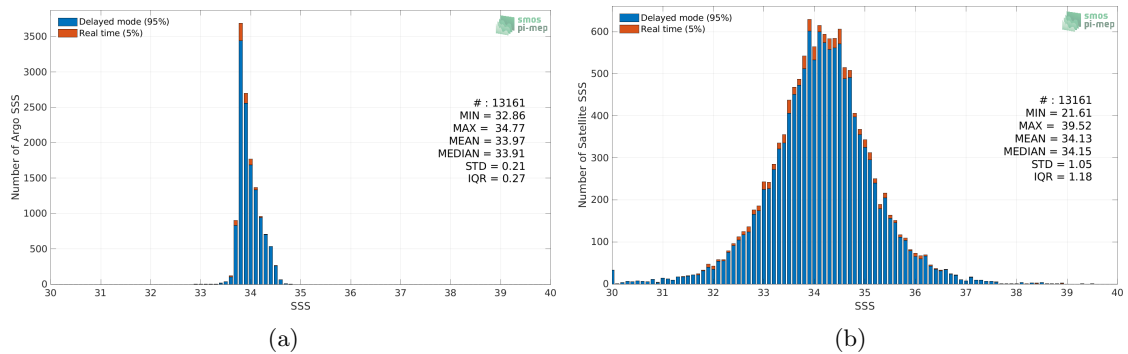 Delayed mode (95%)
Real time (5%)
smos
pi-mep
3500
3000
2500
2000
1500
1000
500
0
Number of Argo SSS
# : 13161
MIN = 32.86
MAX = 34.77
MEAN = 33.97
MEDIAN = 33.91
STD = 0.21
IQR = 0.27
30 31 32 33 34 35 36 37 38 39 40
SSS
(a)
Delayed mode (95%)
Real time (5%)
smos
pi-mep
600
500
400
300
200
100
0
Number of Satellite SSS
# : 13161
MIN = 21.61
MAX = 39.52
MEAN = 34.13
MEDIAN = 34.15
STD = 1.05
IQR = 1.18
30 31 32 33 34 35 36 37 38 39 40
SSS
(b)